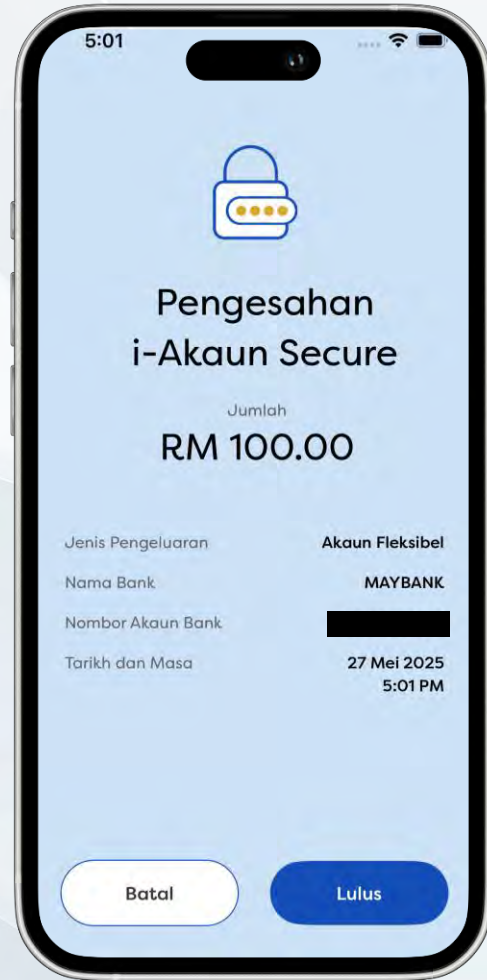 5:01
Pengesahan
i-Akaun Secure
Jumlah
RM 100.00
Jenis Pengeluaran Akaun Fleksibel
Nama Bank MAYBANK
Nombor Akaun Bank
Tarikh dan Masa 27 Mei 2025
5:01 PM
Batal Lulus